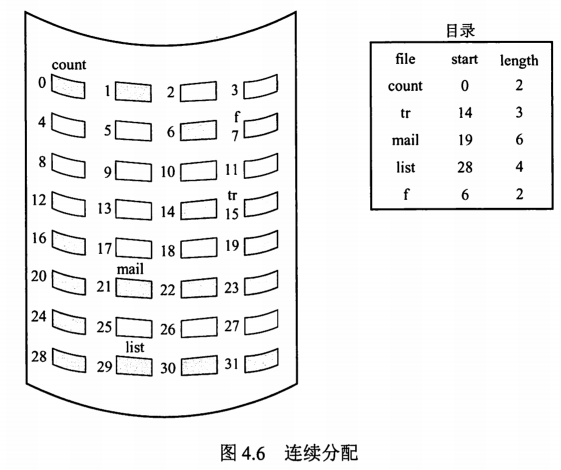 目录
file start length
count 0 2
tr 14 3
mail 19 6
list 28 4
f 6 2
count
0 1 2 3
f
4 5 6 7
8 9 10 11
tr
12 13 14 15
16 17 18 19
mail
20 21 22 23
24 25 26 27
list
28 29 30 31
图 4.6 连续分配